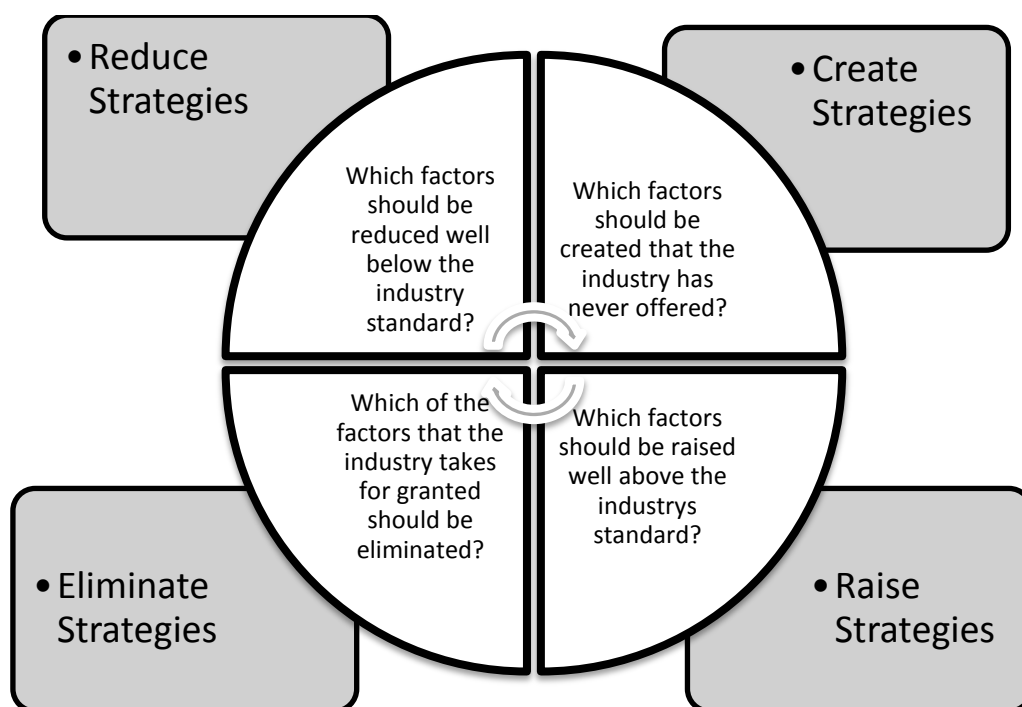 • Reduce
Strategies
• Create
Strategies
Which factors
should be
reduced well
below the
industry
standard?
Which factors
should be
created that the
industry has
never offered?
Which of the
factors that the
industry takes
for granted
should be
eliminated?
Which factors
should be raised
well above the
industrys
standard?
• Eliminate
Strategies
• Raise
Strategies